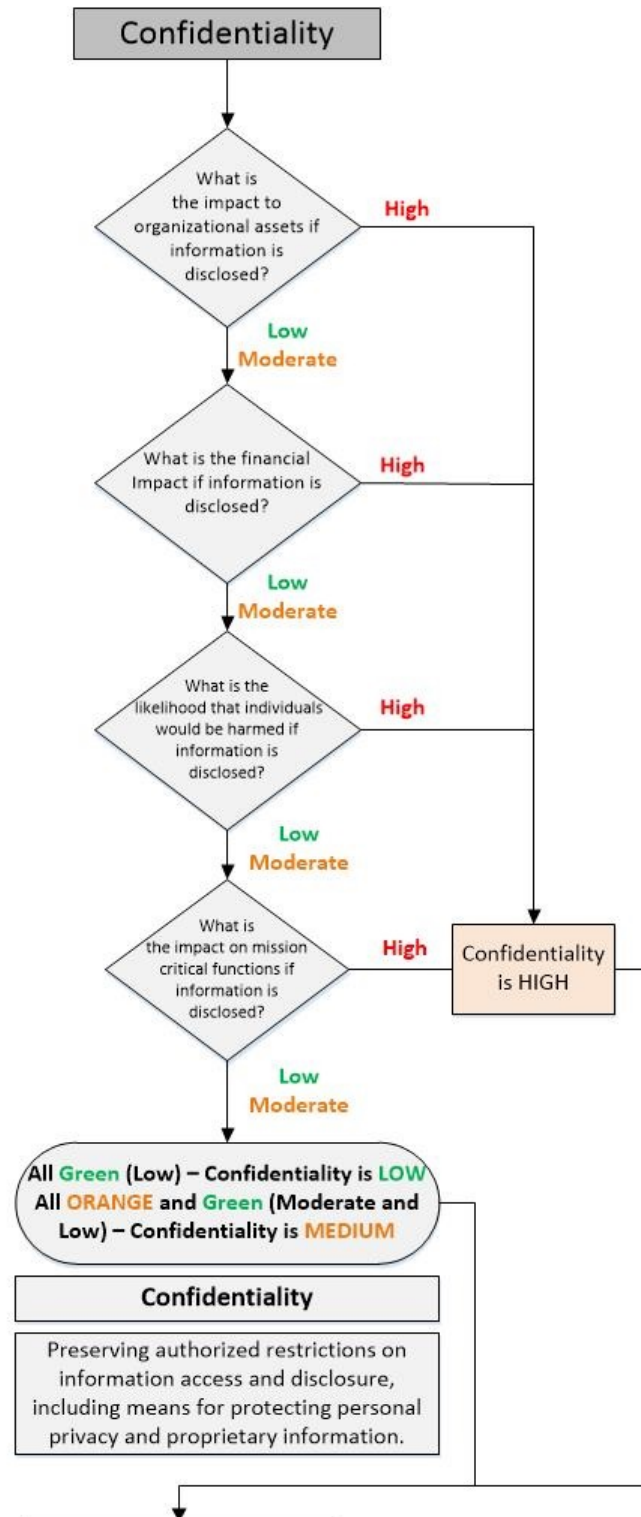 Confidentiality
What is
the impact to
organizational assets if
information is
disclosed?
High
Low
Moderate
What is the financial
Impact if information is
disclosed?
High
Low
Moderate
What is the
likelihood that individuals
would be harmed if
information is
disclosed?
High
Low
Moderate
What is
the impact on mission
critical functions if
information is
disclosed?
High
Confidentiality
is HIGH
Low
Moderate
All Green (Low) – Confidentiality is LOW
All ORANGE and Green (Moderate and
Low) – Confidentiality is MEDIUM
Confidentiality
Preserving authorized restrictions on
information access and disclosure,
including means for protecting personal
privacy and proprietary information.